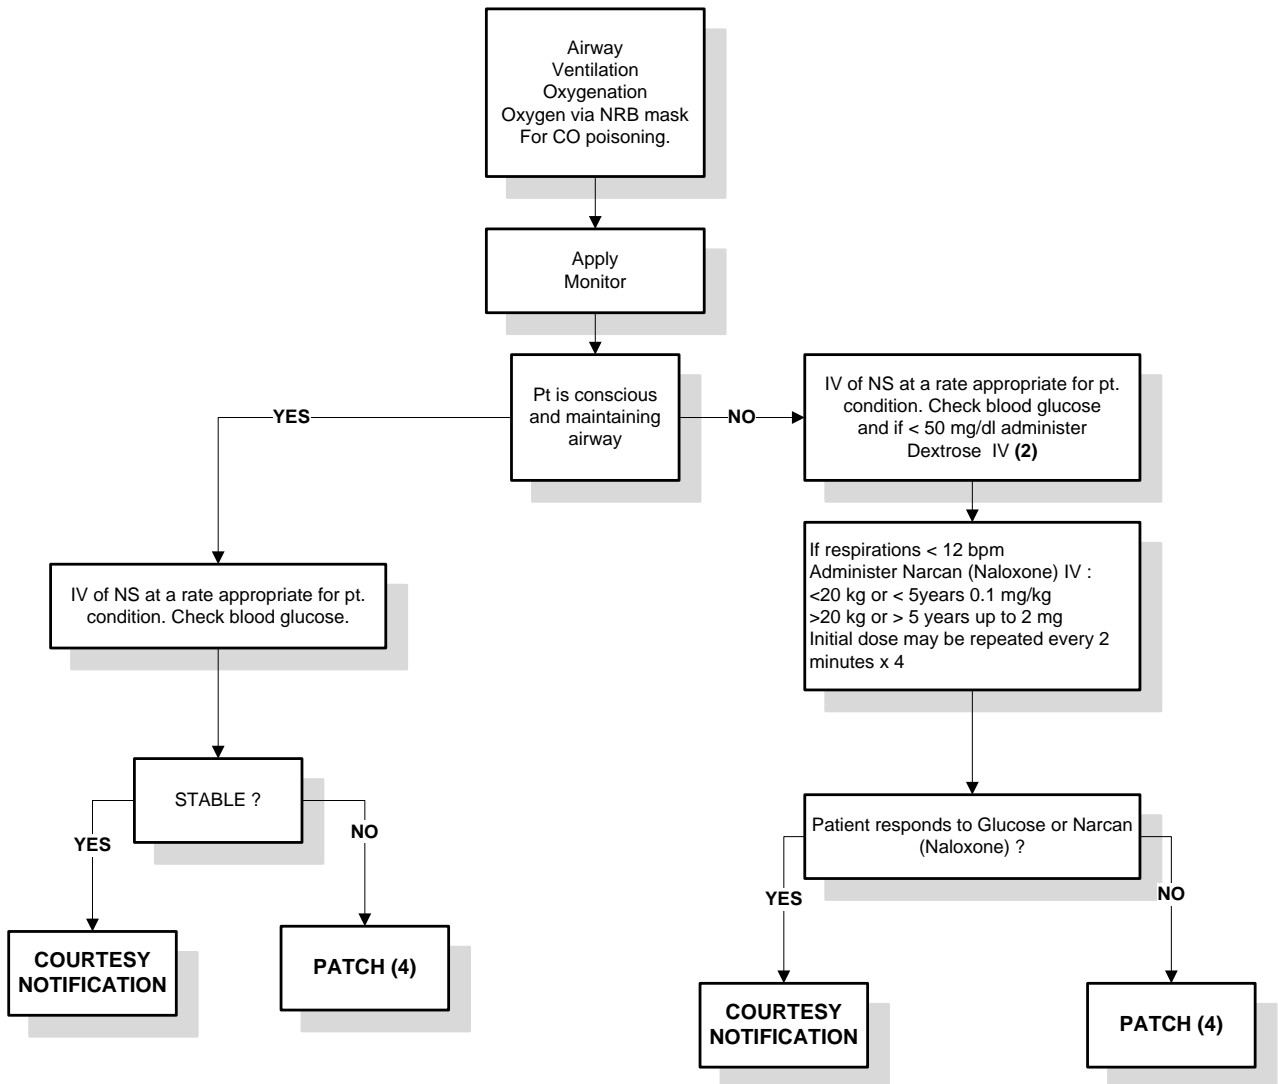 Airway
Ventilation
Oxygenation
Oxygen via NRB mask
For CO poisoning.
Apply
Monitor
Pt is conscious
and maintaining
airway
YES
NO
IV of NS at a rate appropriate for pt.
condition. Check blood glucose
and if < 50 mg/dl administer
Dextrose IV (2)
If respirations < 12 bpm
Administer Narcan (Naloxone) IV :
<20 kg or < 5years 0.1 mg/kg
>20 kg or > 5 years up to 2 mg
Initial dose may be repeated every 2
minutes x 4
IV of NS at a rate appropriate for pt.
condition. Check blood glucose.
STABLE ?
YES
NO
Patient responds to Glucose or Narcan
(Naloxone) ?
YES
NO
COURTESY
NOTIFICATION
PATCH (4)
COURTESY
NOTIFICATION
PATCH (4)